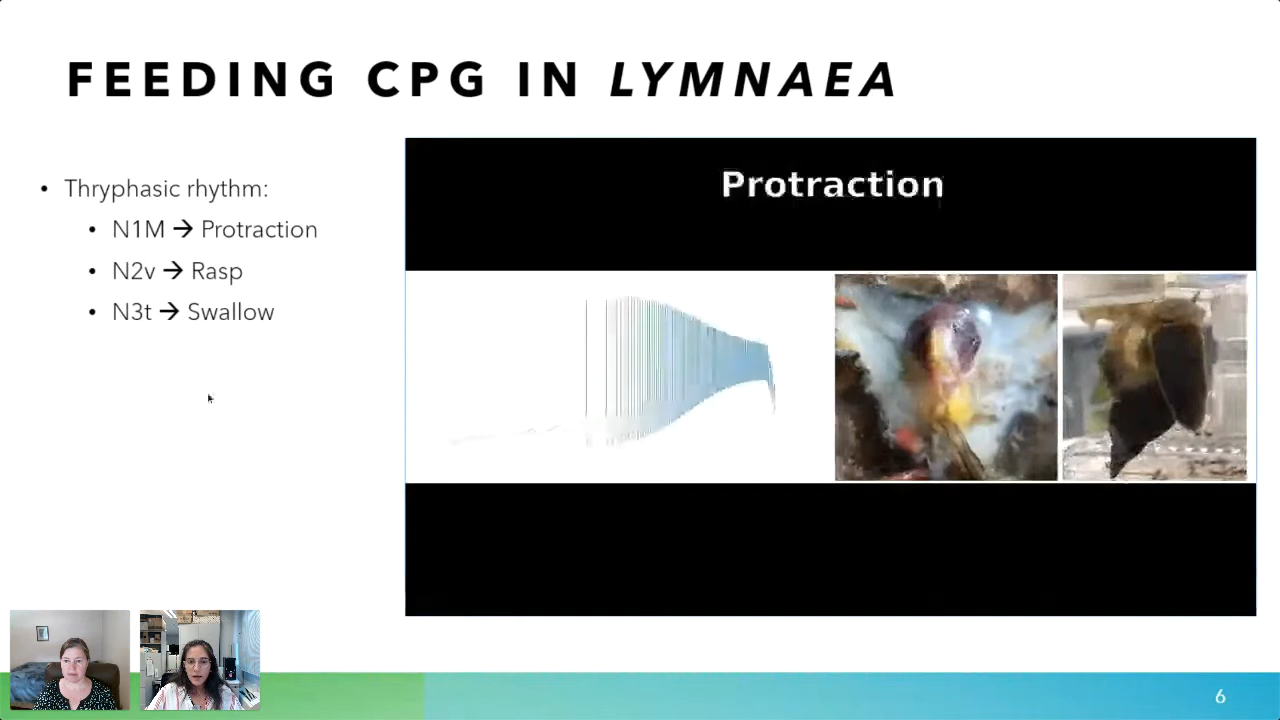 FEEDING CPG IN LYMNAEA
• Thryphasic rhythm:
• N1M → Protraction
• N2v → Rasp
• N3t → Swallow
Protraction
6